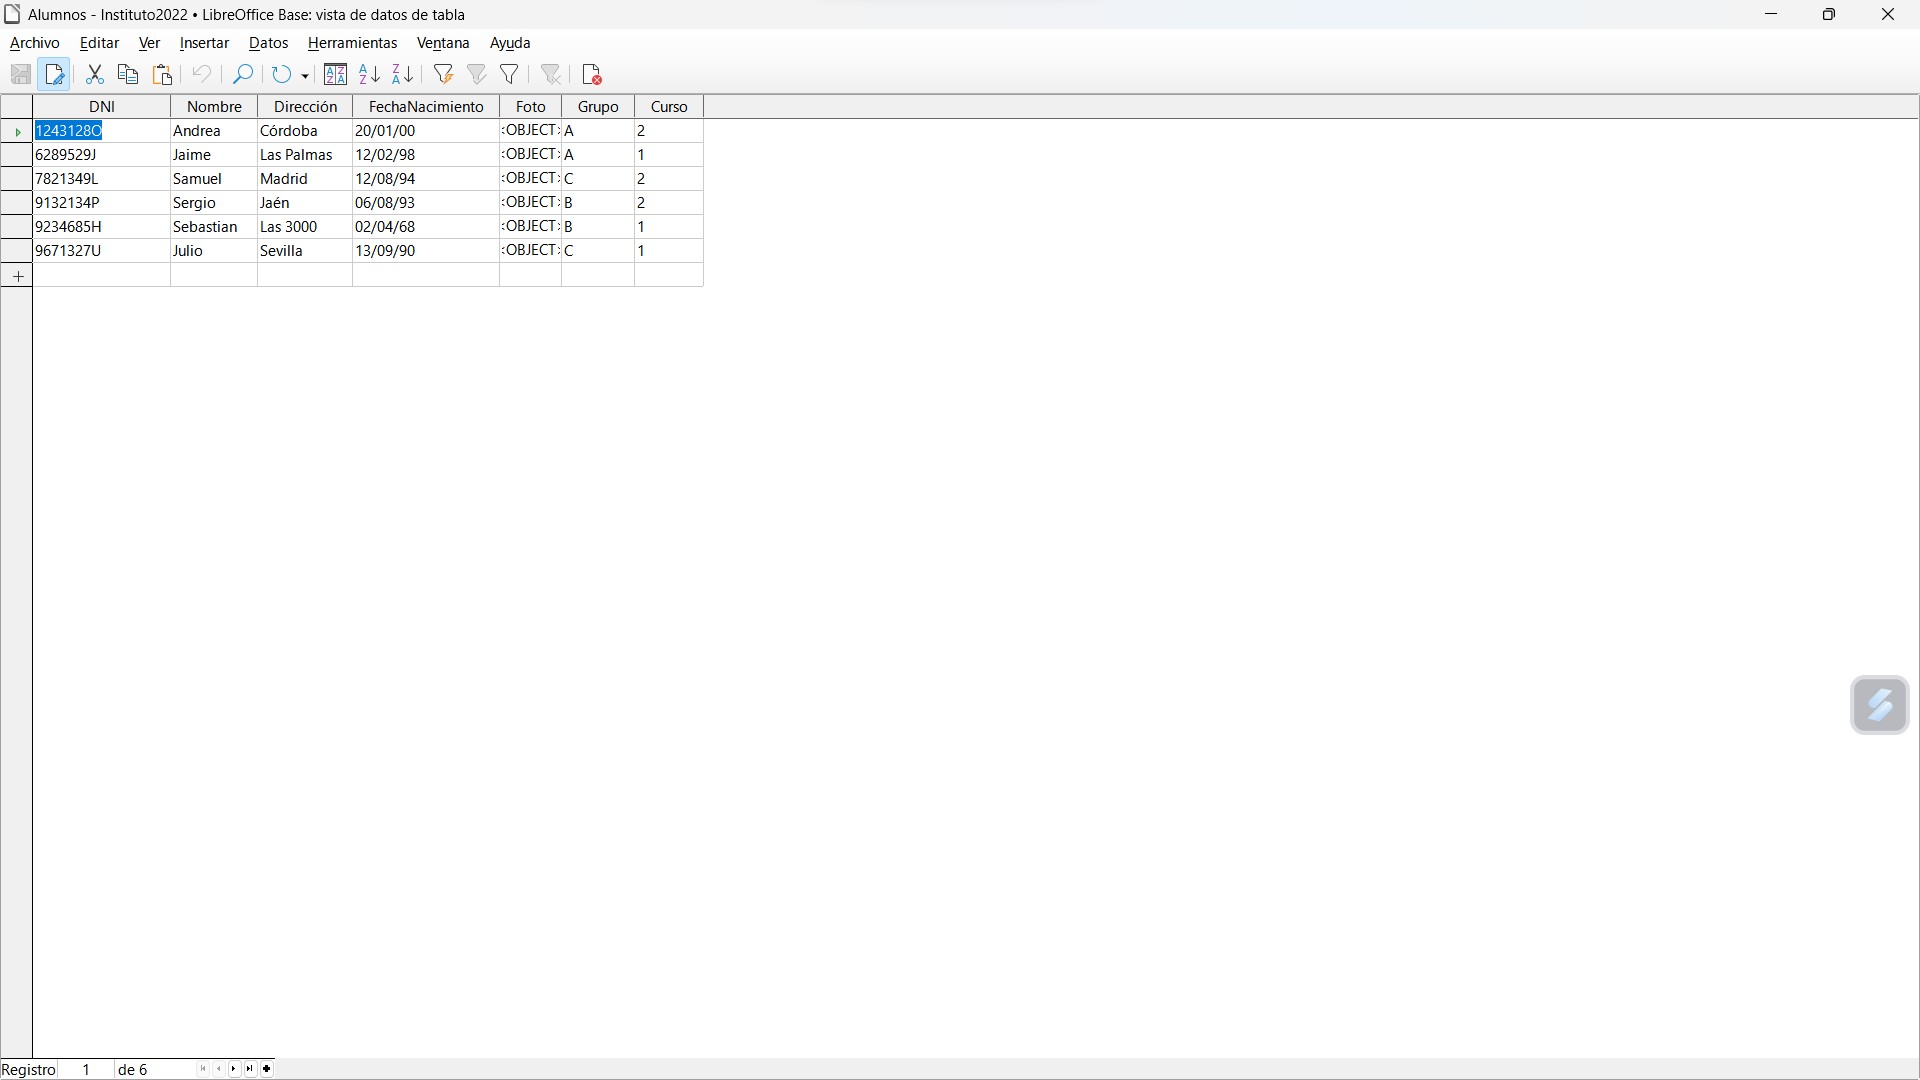 Alumnos - Instituto2022 • LibreOffice Base: vista de datos de tabla
Archivo Editar Ver Insertar Datos Herramientas Ventana Ayuda
DNI Nombre Dirección FechaNacimiento Foto Grupo Curso
1243128O Andrea Córdoba 20/01/00 <OBJECT> A 2
6289529J Jaime Las Palmas 12/02/98 <OBJECT> A 1
7821349L Samuel Madrid 12/08/94 <OBJECT> C 2
9132134P Sergio Jaén 06/08/93 <OBJECT> B 2
9234685H Sebastian Las 3000 02/04/68 <OBJECT> B 1
9671327U Julio Sevilla 13/09/90 <OBJECT> C 1
Registro 1 de 6